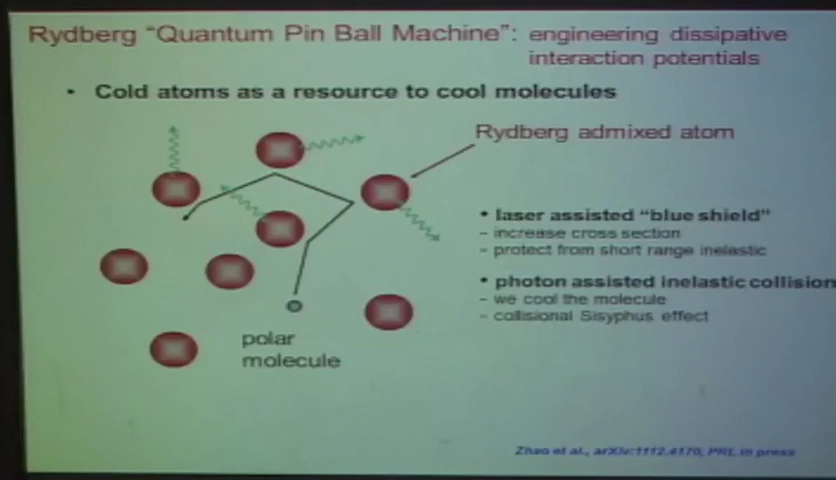 Rydberg "Quantum Pin Ball Machine": engineering dissipative
interaction potentials
• Cold atoms as a resource to cool molecules
Rydberg admixed atom
• laser assisted "blue shield"
– increase cross section
– protect from short range inelastic
• photon assisted inelastic collision
– we cool the molecule
– collisional Sisyphus effect
polar
molecule
Zhao et al., arXiv:1112.4170, PRL in press